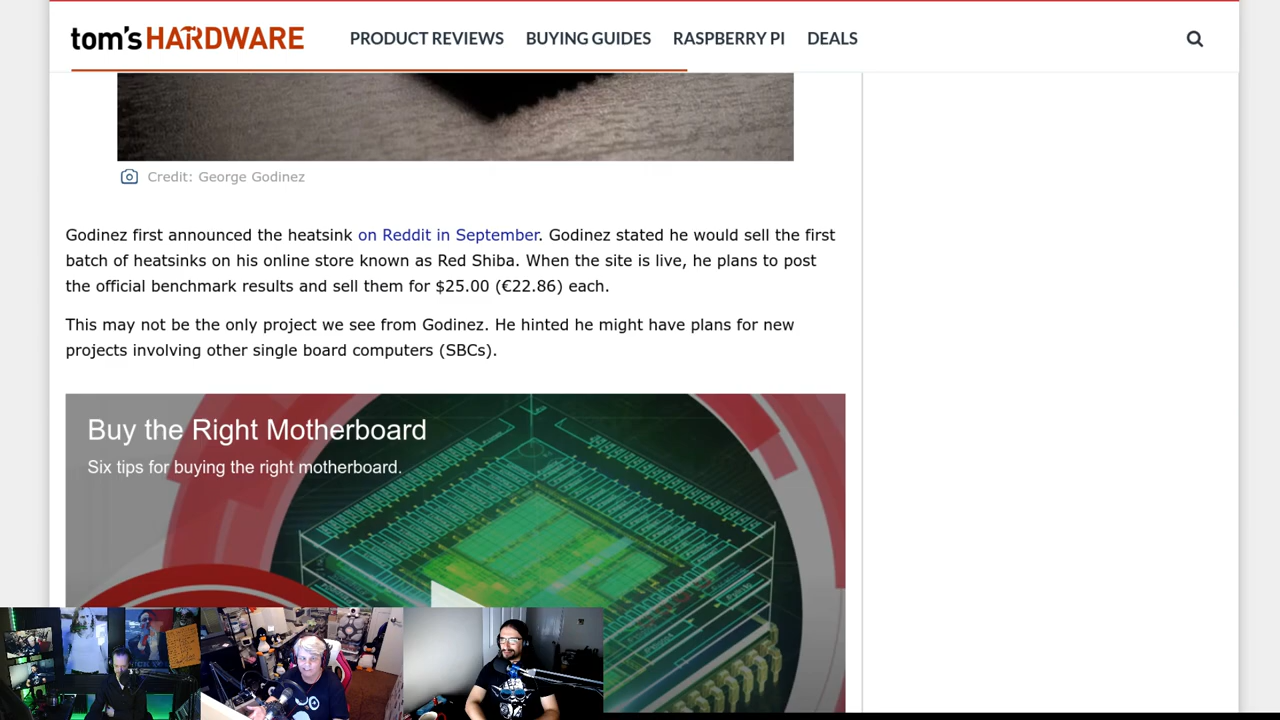 tom's HARDWARE PRODUCT REVIEWS BUYING GUIDES RASPBERRY PI DEALS
Credit: George Godinez
Godinez first announced the heatsink on Reddit in September. Godinez stated he would sell the first
batch of heatsinks on his online store known as Red Shiba. When the site is live, he plans to post
the official benchmark results and sell them for $25.00 (€22.86) each.
This may not be the only project we see from Godinez. He hinted he might have plans for new
projects involving other single board computers (SBCs).
Buy the Right Motherboard
Six tips for buying the right motherboard.